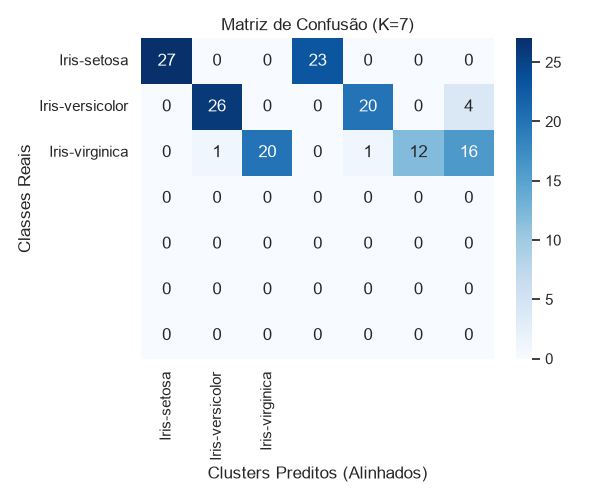 Matriz de Confusão (K=7)
Iris-setosa 27 0 0 23 0 0 0
Iris-versicolor 0 26 0 0 20 0 4
Iris-virginica 0 1 20 0 1 12 16
0 0 0 0 0 0 0
0 0 0 0 0 0 0
0 0 0 0 0 0 0
0 0 0 0 0 0 0
Classes Reais
Iris-setosa
Iris-versicolor
Iris-virginica
Clusters Preditos (Alinhados)
25
20
15
10
5
0